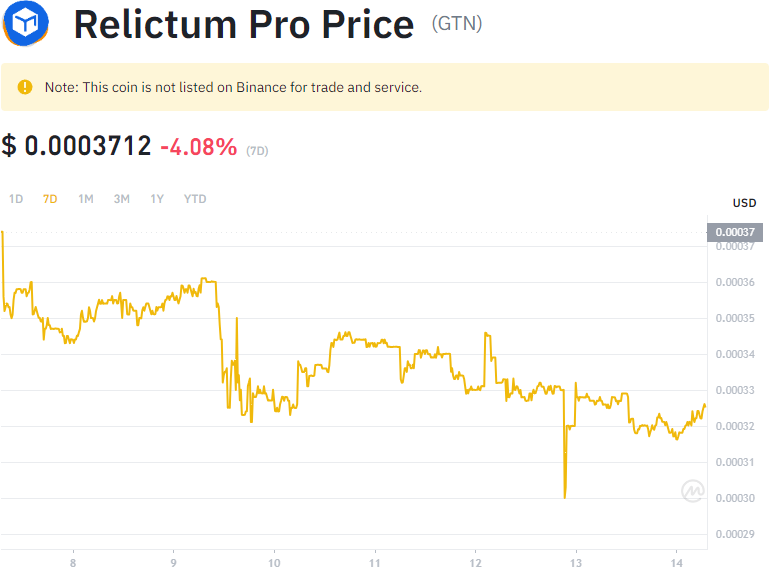 Relictum Pro Price (GTN)
Note: This coin is not listed on Binance for trade and service.
$ 0.0003712 -4.08% (7D)
1D 7D 1M 3M 1Y YTD
USD
0.00037
0.00037
0.00036
0.00035
0.00034
0.00033
0.00032
0.00031
0.00030
0.00029
8 9 10 11 12 13 14